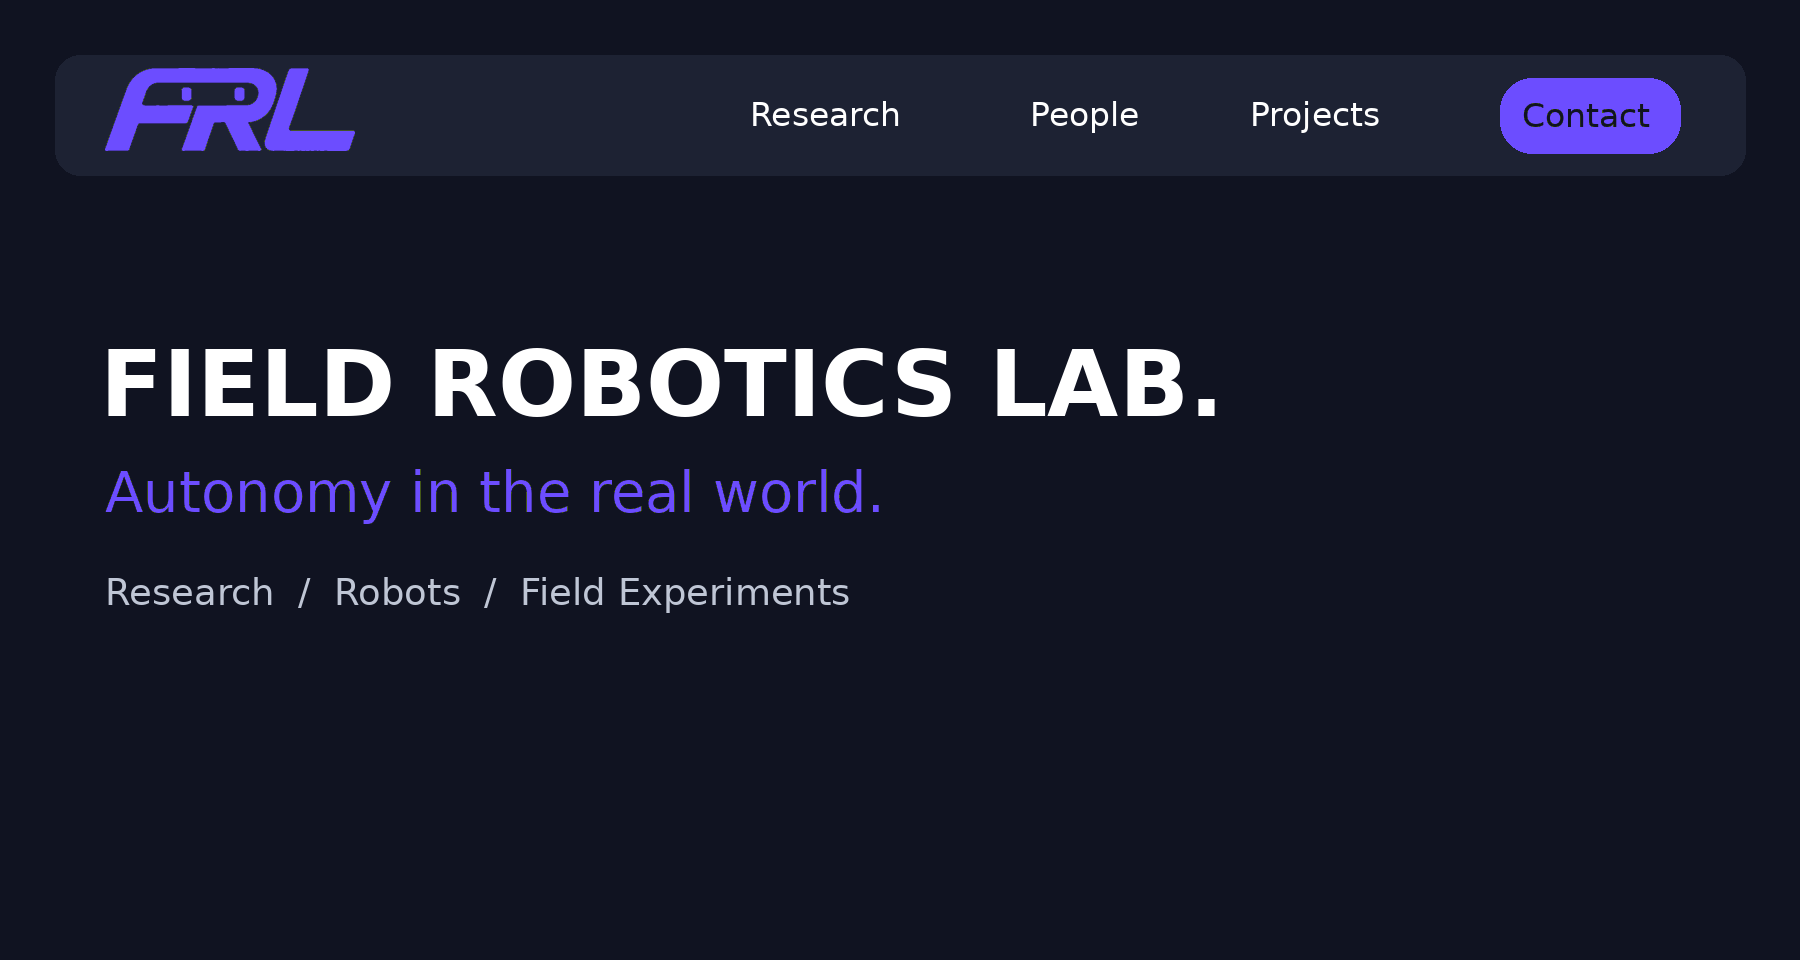 FRL
Research People Projects Contact
FIELD ROBOTICS LAB.
Autonomy in the real world.
Research / Robots / Field Experiments